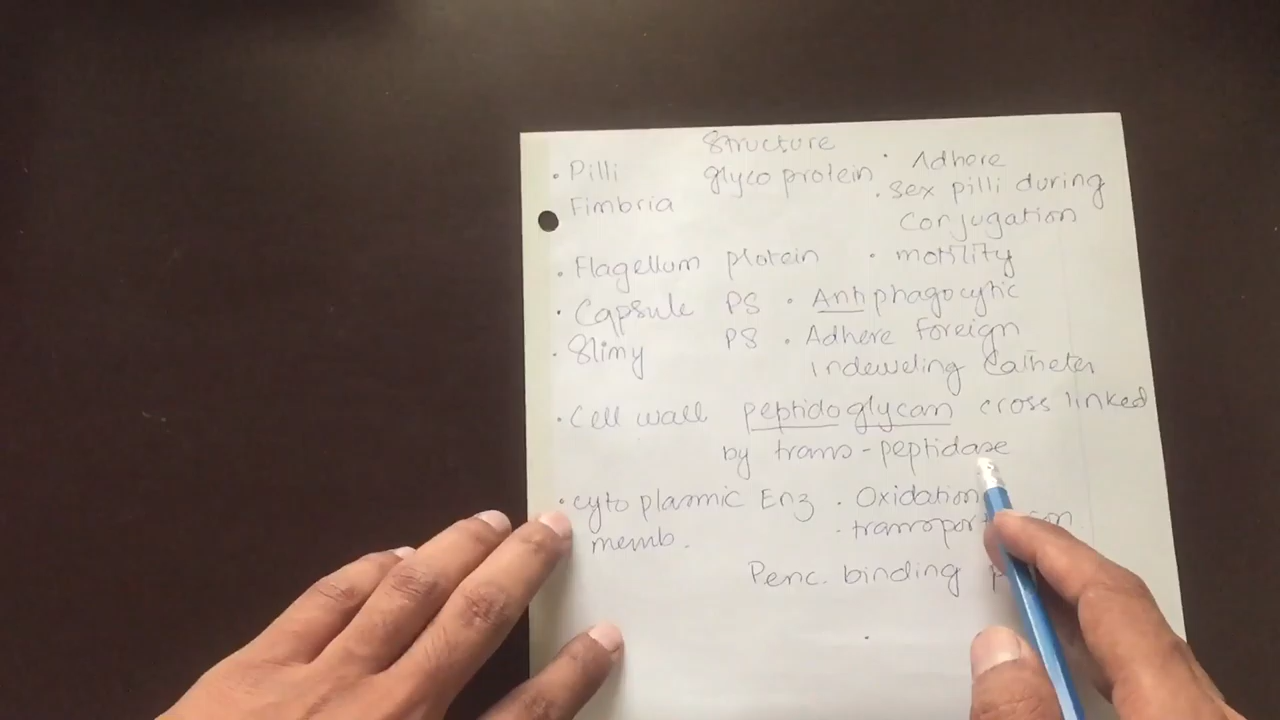 Structure
• Pilli glyco protein • Adhere
Fimbria • sex pilli during
Conjugation
• Flagellum protein • motility
• Capsule PS • Antiphagocytic
• Slimy PS • Adhere foreign
Indeweling Catheter
• Cell wall peptidoglycan cross linked
by trans-peptidase
• cyto plasmic Enz • Oxidation
memb. - transport
Penc. binding